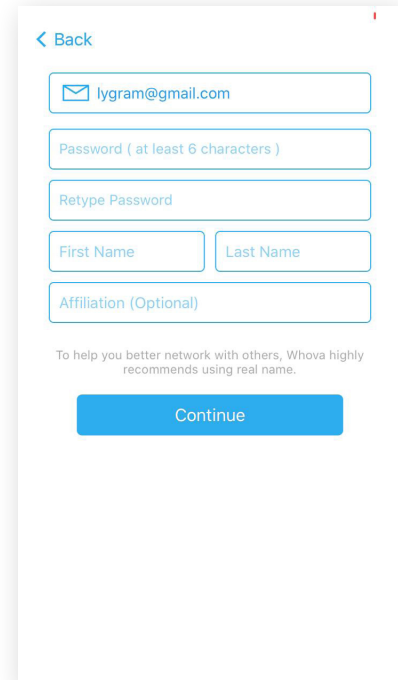 Back
lygram@gmail.com
Password ( at least 6 characters )
Retype Password
First Name
Last Name
Affiliation (Optional)
To help you better network with others, Whova highly
recommends using real name.
Continue